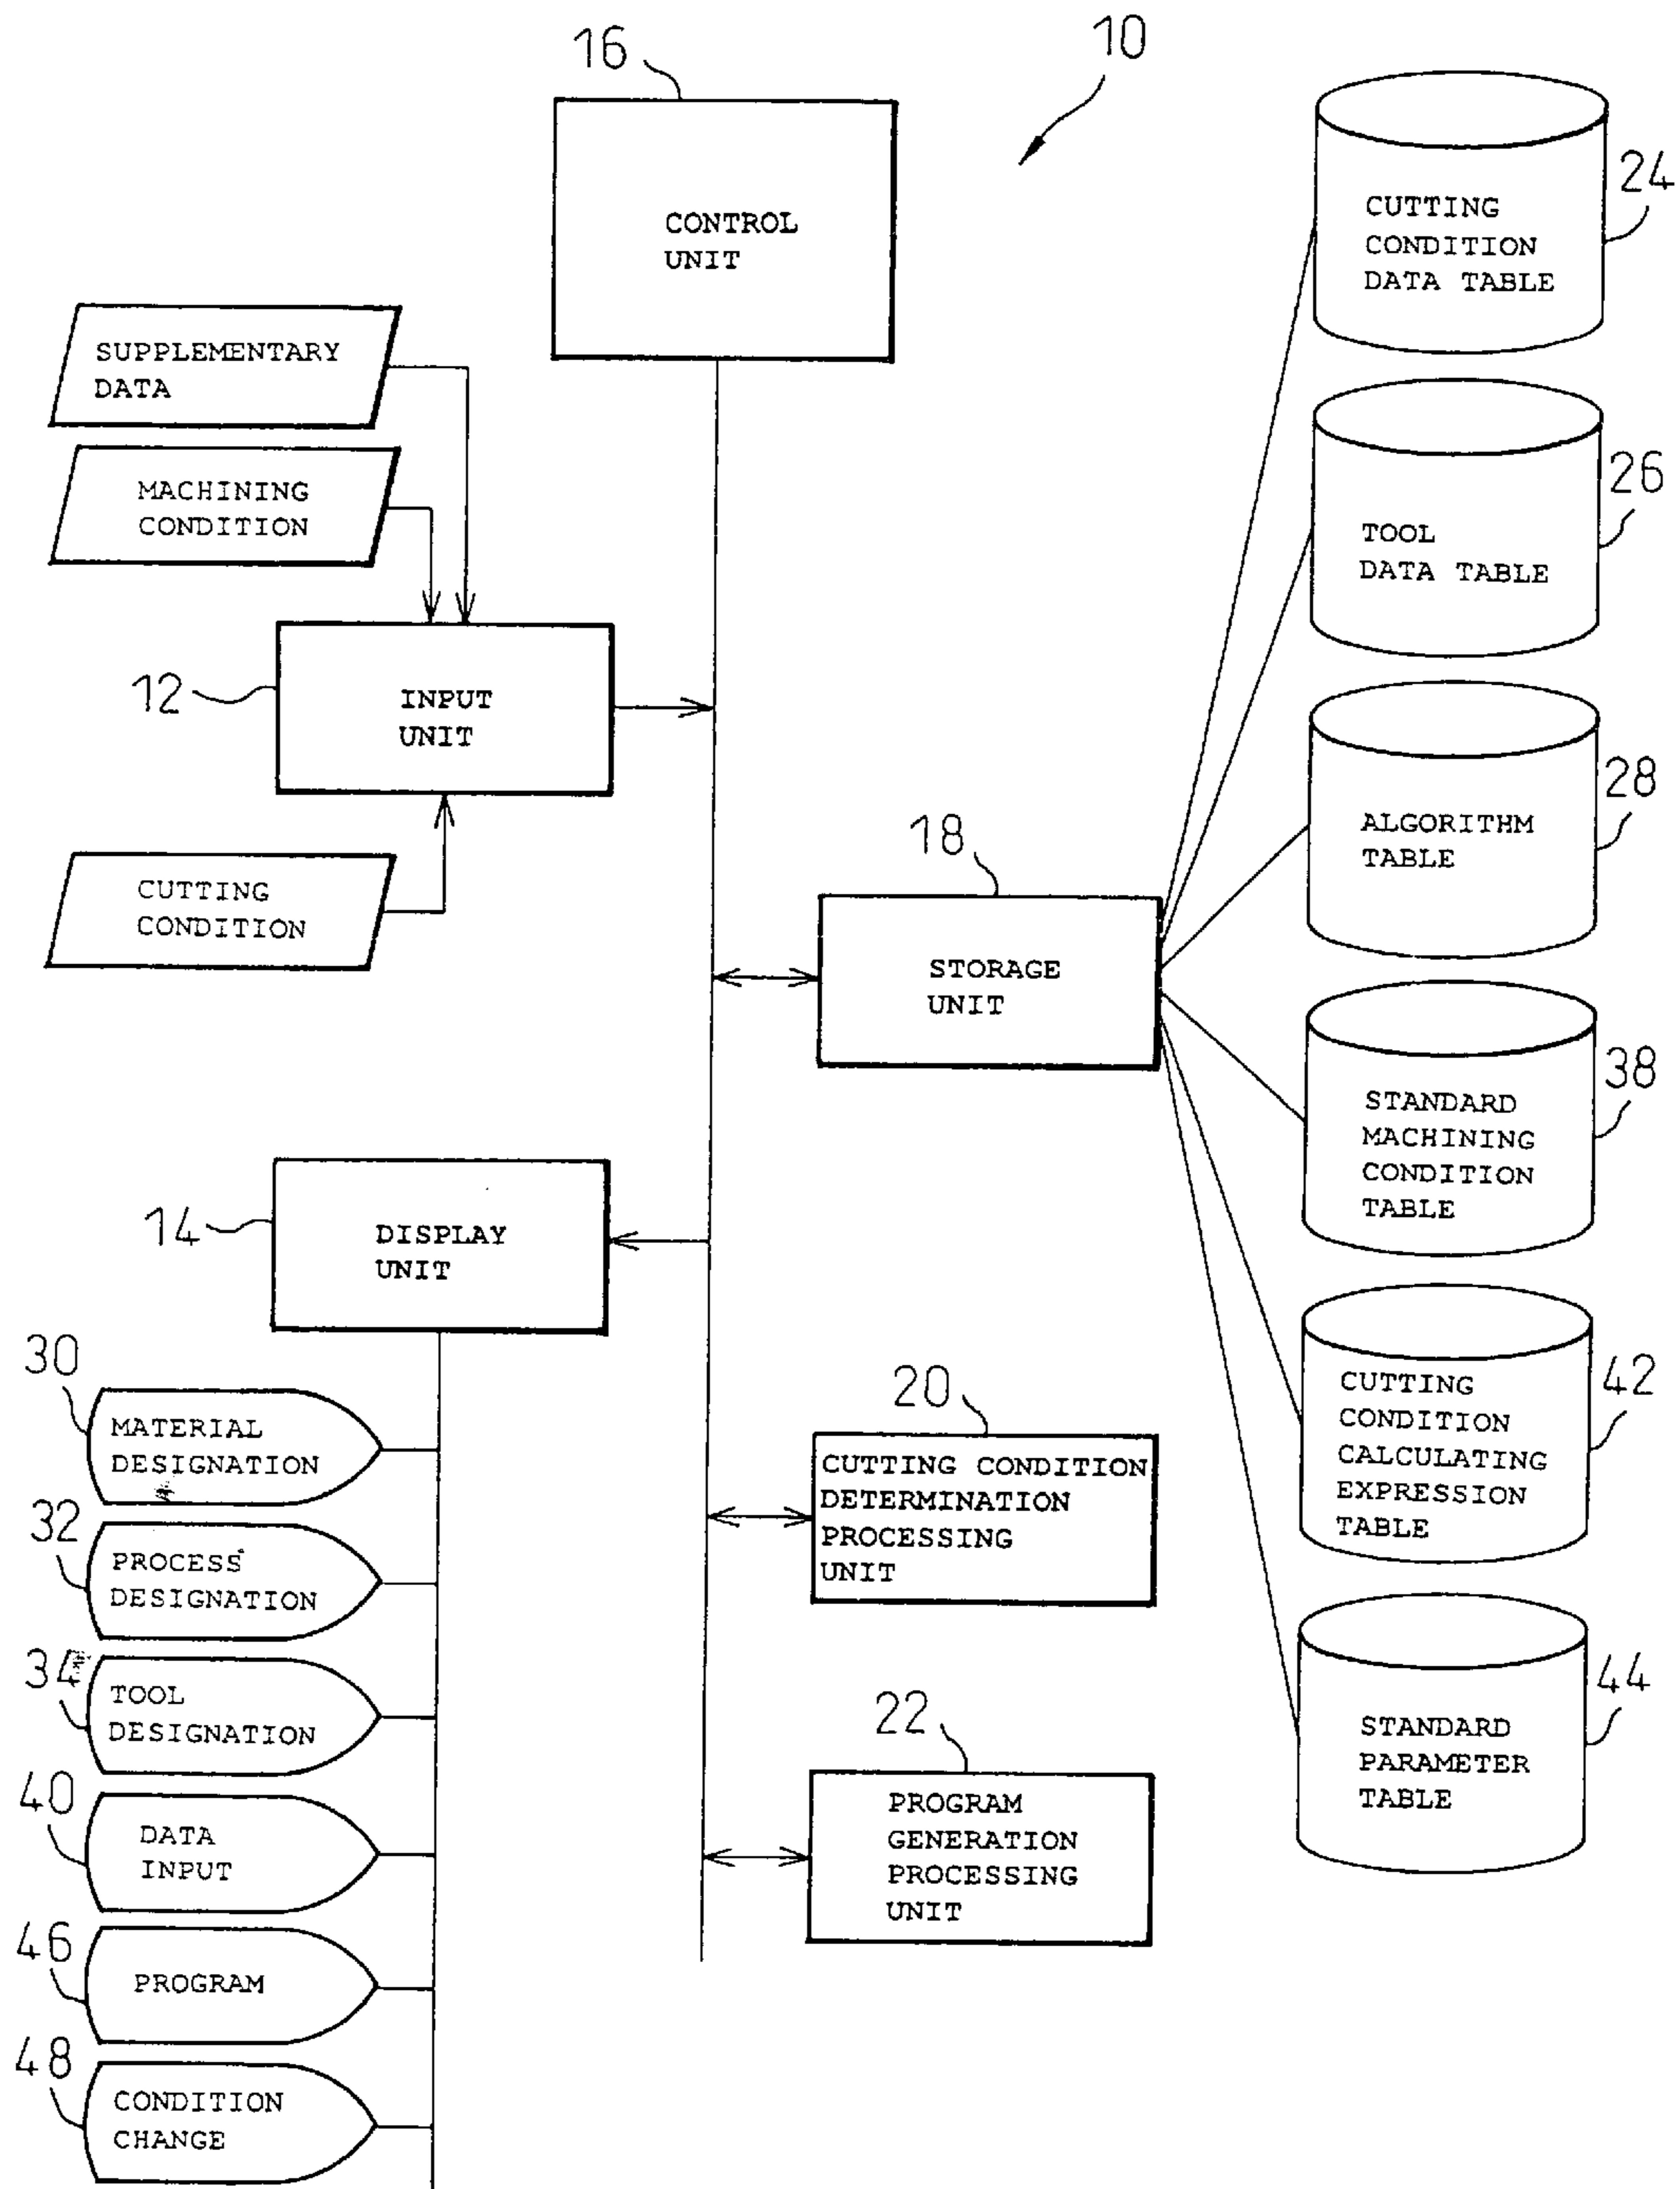 16
10
CONTROL
UNIT
24
CUTTING
CONDITION
DATA TABLE
SUPPLEMENTARY
DATA
MACHINING
CONDITION
26
TOOL
DATA TABLE
12
INPUT
UNIT
28
ALGORITHM
TABLE
CUTTING
CONDITION
18
STORAGE
UNIT
38
STANDARD
MACHINING
CONDITION
TABLE
14
DISPLAY
UNIT
30
MATERIAL
DESIGNATION
20
CUTTING CONDITION
DETERMINATION
PROCESSING
UNIT
42
CUTTING
CONDITION
CALCULATING
EXPRESSION
TABLE
32
PROCESS
DESIGNATION
34
TOOL
DESIGNATION
22
PROGRAM
GENERATION
PROCESSING
UNIT
44
STANDARD
PARAMETER
TABLE
40
DATA
INPUT
46
PROGRAM
48
CONDITION
CHANGE